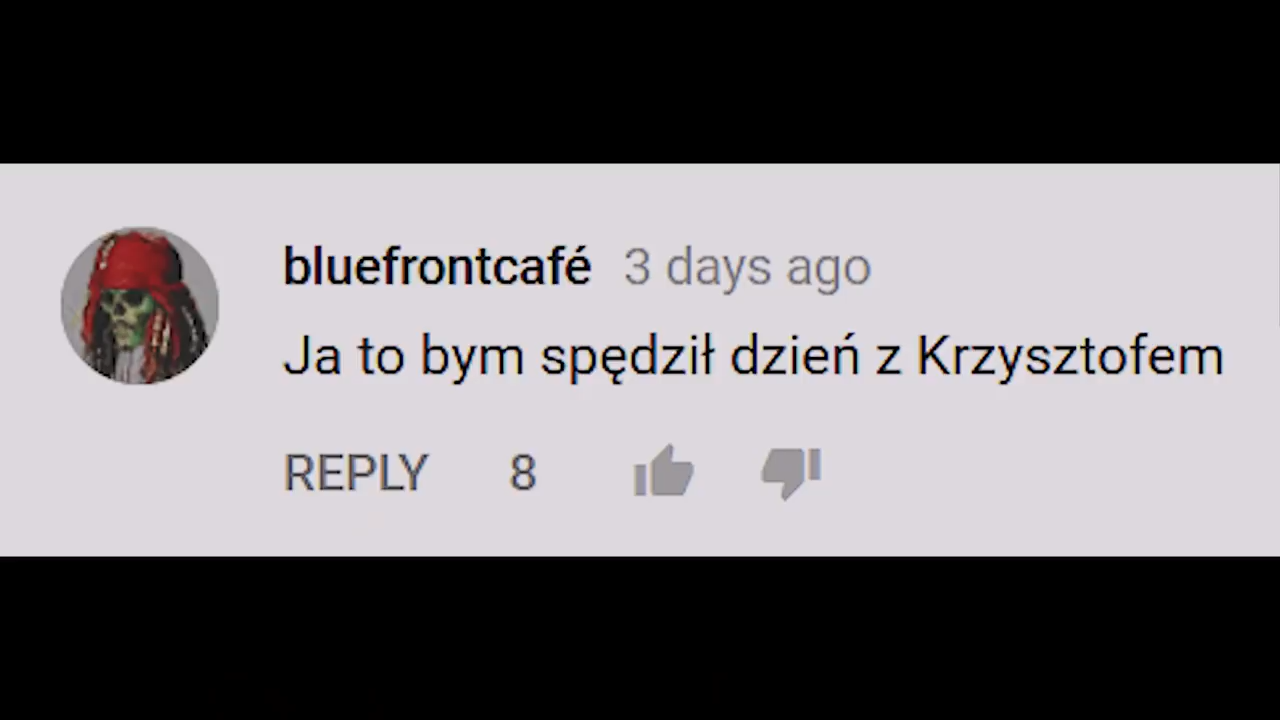 bluefrontcafé 3 days ago
Ja to bym spędził dzień z Krzysztofem
REPLY 8